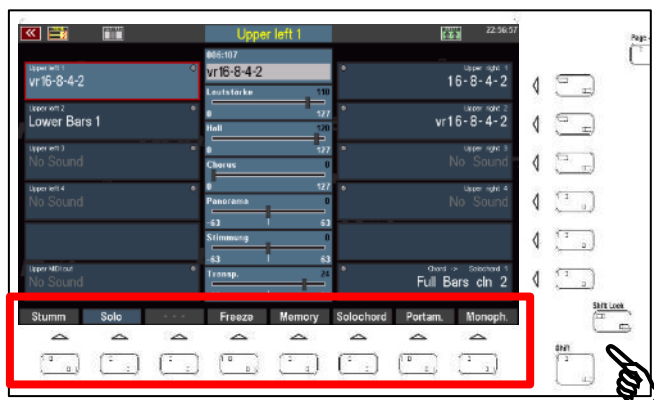 Upper left 1
22:56:57
Page -
Upper left 1
vr16-8-4-2
006:107
vr16-8-4-2
Upper right 1
16-8-4-2
Lautstärke 110
0 127
Upper left 2
Lower Bars 1
Upper right 2
vr16-8-4-2
Hall 120
0 127
Upper left 3
No Sound
Upper right 3
No Sound
Chorus 0
0 127
Upper left 4
No Sound
Upper right 4
No Sound
Panorama 0
-63 63
Stimmung 0
-63 63
Upper MIDI out
No Sound
Transp. 24
Chord -> Solochord 1
Full Bars cln 2
Stumm Solo - - - Freeze Memory Solochord Portam. Monoph.
Shift Lock
Shift